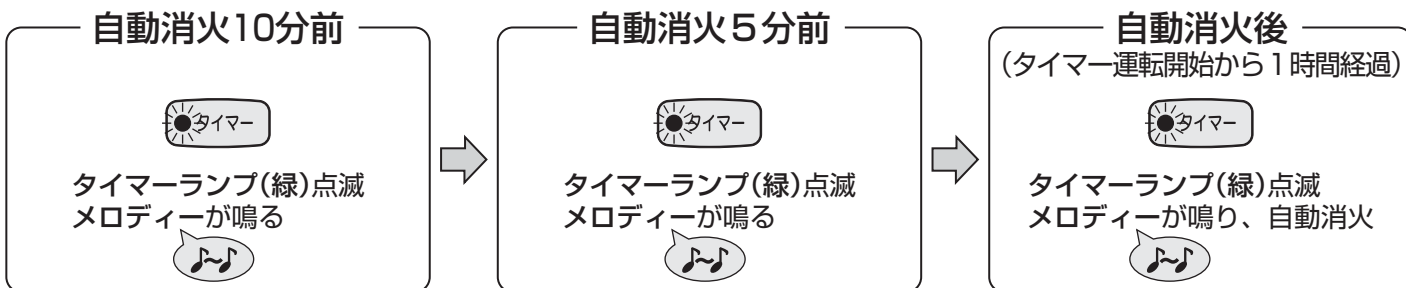 自動消火10分前
タイマー
タイマーランプ(緑)点滅
メロディーが鳴る
自動消火5分前
タイマー
タイマーランプ(緑)点滅
メロディーが鳴る
自動消火後
(タイマー運転開始から1時間経過)
タイマー
タイマーランプ(緑)点滅
メロディーが鳴り、自動消火